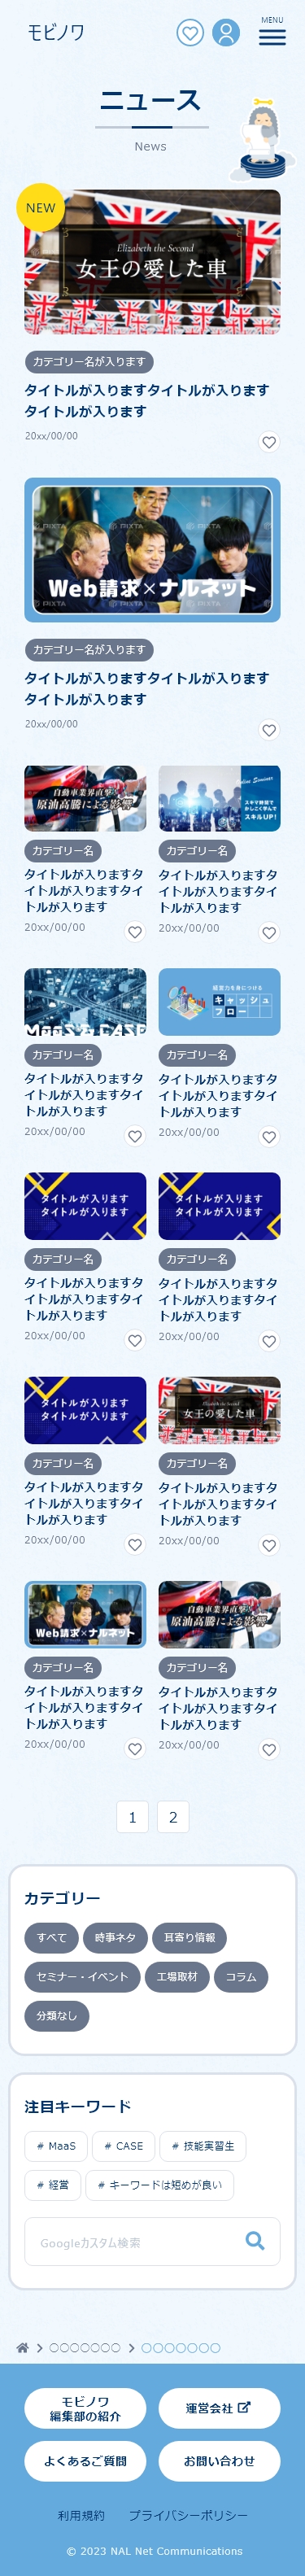 モビノワ
MENU
ニュース
News
NEW
Elizabeth the Second
女王の愛した車
カテゴリー名が入ります
タイトルが入りますタイトルが入ります
タイトルが入ります
20xx/00/00
Web請求×ナルネット
カテゴリー名が入ります
タイトルが入りますタイトルが入ります
タイトルが入ります
20xx/00/00
自動車業界直撃!
原油高騰による影響
カテゴリー名
タイトルが入りますタ
イトルが入りますタイ
トルが入ります
20xx/00/00
Online Seminar
スキマ時間で
かしこく学んで
スキルUP!
カテゴリー名
タイトルが入りますタ
イトルが入りますタイ
トルが入ります
20xx/00/00
MaaS & CASE
カテゴリー名
タイトルが入りますタ
イトルが入りますタイ
トルが入ります
20xx/00/00
経営力を身につける
キャッシュ
フロー
カテゴリー名
タイトルが入りますタ
イトルが入りますタイ
トルが入ります
20xx/00/00
タイトルが入ります
タイトルが入ります
カテゴリー名
タイトルが入りますタ
イトルが入りますタイ
トルが入ります
20xx/00/00
タイトルが入ります
タイトルが入ります
カテゴリー名
タイトルが入りますタ
イトルが入りますタイ
トルが入ります
20xx/00/00
タイトルが入ります
タイトルが入ります
カテゴリー名
タイトルが入りますタ
イトルが入りますタイ
トルが入ります
20xx/00/00
Elizabeth the Second
女王の愛した車
カテゴリー名
タイトルが入りますタ
イトルが入りますタイ
トルが入ります
20xx/00/00
Web請求×ナルネット
カテゴリー名
タイトルが入りますタ
イトルが入りますタイ
トルが入ります
20xx/00/00
自動車業界直撃!
原油高騰による影響
カテゴリー名
タイトルが入りますタ
イトルが入りますタイ
トルが入ります
20xx/00/00
1 2
カテゴリー
すべて 時事ネタ 耳寄り情報
セミナー・イベント 工場取材 コラム
分類なし
注目キーワード
# MaaS # CASE # 技能実習生
# 経営 # キーワードは短めが良い
Googleカスタム検索
〇〇〇〇〇〇〇 〇〇〇〇〇〇〇
モビノワ
編集部の紹介
運営会社
よくあるご質問 お問い合わせ
利用規約 プライバシーポリシー
© 2023 NAL Net Communications